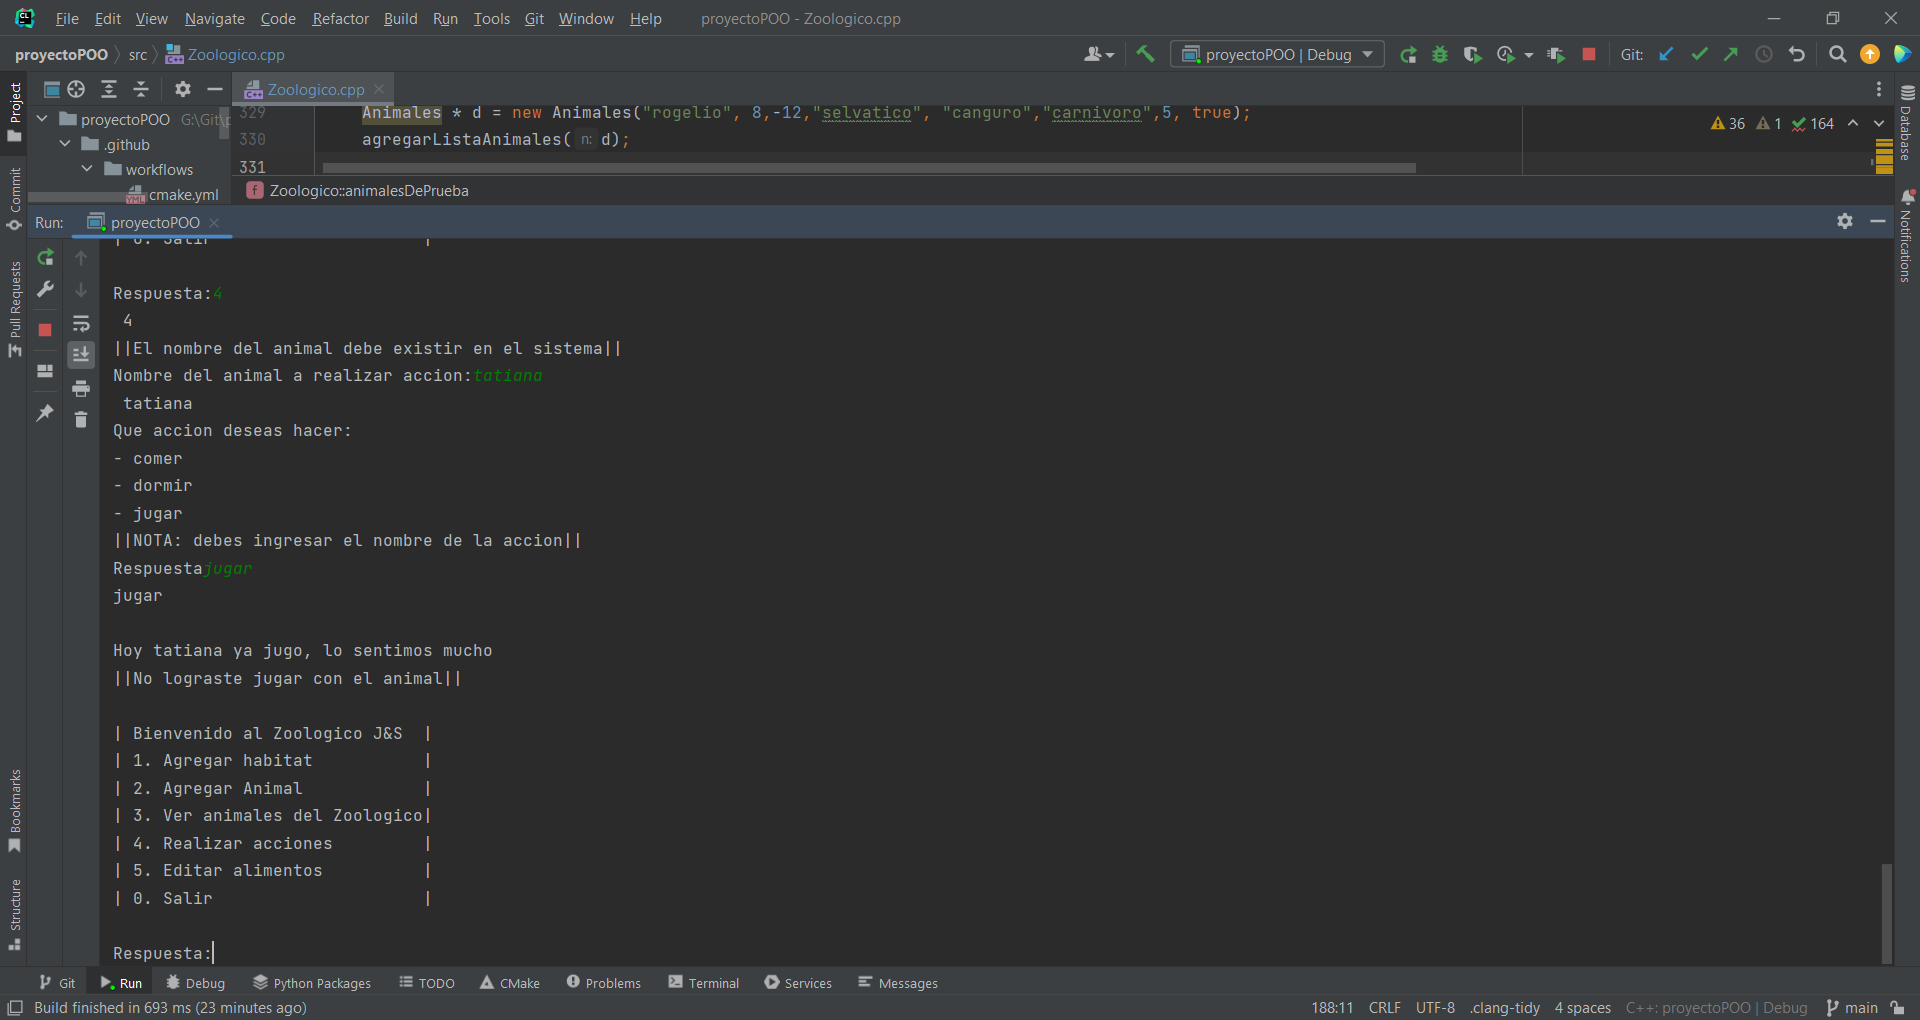 File Edit View Navigate Code Refactor Build Run Tools Git Window Help proyectoPOO - Zoologico.cpp
proyectoPOO src Zoologico.cpp proyectoPOO | Debug Git:
Project
Zoologico.cpp
proyectoPOO G:\Git\p
.github
workflows
cmake.yml
329 Animales * d = new Animales("rogelio", 8,-12,"selvatico", "canguro","carnivoro",5, true);
330 agregarListaAnimales( n: d);
331
36 1 164
Zoologico::animalesDePrueba
Commit
Pull Requests
Bookmarks
Structure
Database
Notifications
Run: proyectoPOO
| 0. Salir |
Respuesta:4
4
||El nombre del animal debe existir en el sistema||
Nombre del animal a realizar accion:tatiana
tatiana
Que accion deseas hacer:
- comer
- dormir
- jugar
||NOTA: debes ingresar el nombre de la accion||
Respuestajugar
jugar
Hoy tatiana ya jugo, lo sentimos mucho
||No lograste jugar con el animal||
| Bienvenido al Zoologico J&S |
| 1. Agregar habitat |
| 2. Agregar Animal |
| 3. Ver animales del Zoologico|
| 4. Realizar acciones |
| 5. Editar alimentos |
| 0. Salir |
Respuesta:
Git Run Debug Python Packages TODO CMake Problems Terminal Services Messages
Build finished in 693 ms (23 minutes ago) 188:11 CRLF UTF-8 .clang-tidy 4 spaces C++: proyectoPOO | Debug main